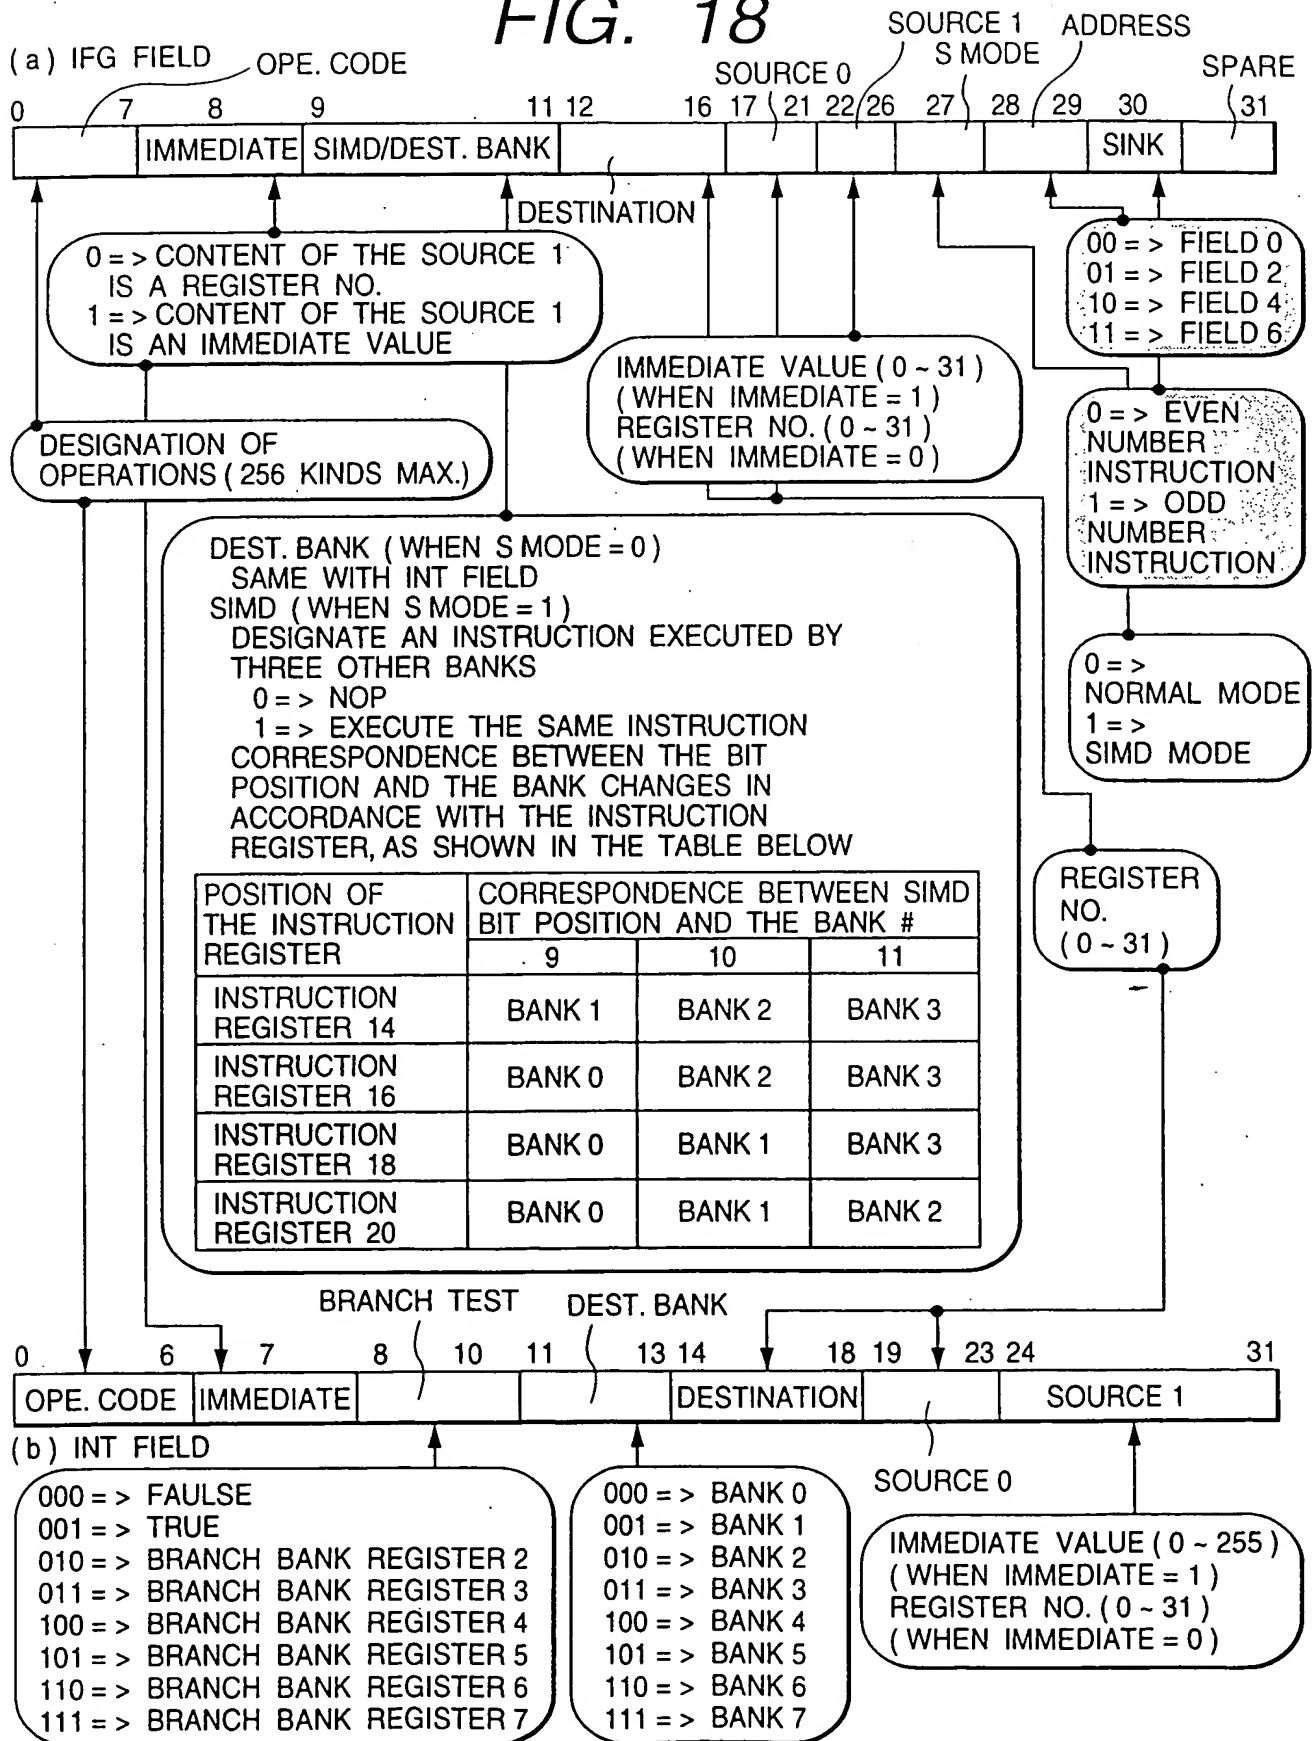 FIG. 18
(a) IFG FIELD
OPE. CODE
SOURCE 0
SOURCE 1
S MODE
ADDRESS
SPARE
0 7 8 9 11 12 16 17 21 22 26 27 28 29 30 31
IMMEDIATE SIMD/DEST. BANK SINK
DESTINATION
0 = > CONTENT OF THE SOURCE 1
IS A REGISTER NO.
1 = > CONTENT OF THE SOURCE 1
IS AN IMMEDIATE VALUE
00 = > FIELD 0
01 = > FIELD 2
10 = > FIELD 4
11 = > FIELD 6
IMMEDIATE VALUE ( 0 ~ 31 )
( WHEN IMMEDIATE = 1 )
REGISTER NO. ( 0 ~ 31 )
( WHEN IMMEDIATE = 0 )
0 = > EVEN
NUMBER
INSTRUCTION
1 = > ODD
NUMBER
INSTRUCTION
DESIGNATION OF
OPERATIONS ( 256 KINDS MAX. )
DEST. BANK ( WHEN S MODE = 0 )
SAME WITH INT FIELD
SIMD ( WHEN S MODE = 1 )
DESIGNATE AN INSTRUCTION EXECUTED BY
THREE OTHER BANKS
0 = > NOP
1 = > EXECUTE THE SAME INSTRUCTION
CORRESPONDENCE BETWEEN THE BIT
POSITION AND THE BANK CHANGES IN
ACCORDANCE WITH THE INSTRUCTION
REGISTER, AS SHOWN IN THE TABLE BELOW
0 = >
NORMAL MODE
1 = >
SIMD MODE
POSITION OF
THE INSTRUCTION
REGISTER
CORRESPONDENCE BETWEEN SIMD
BIT POSITION AND THE BANK #
9 10 11
INSTRUCTION
REGISTER 14
BANK 1 BANK 2 BANK 3
INSTRUCTION
REGISTER 16
BANK 0 BANK 2 BANK 3
INSTRUCTION
REGISTER 18
BANK 0 BANK 1 BANK 3
INSTRUCTION
REGISTER 20
BANK 0 BANK 1 BANK 2
REGISTER
NO.
( 0 ~ 31 )
BRANCH TEST
DEST. BANK
0 6 7 8 10 11 13 14 18 19 23 24 31
OPE. CODE IMMEDIATE DESTINATION SOURCE 1
(b) INT FIELD
SOURCE 0
000 = > FAULSE
001 = > TRUE
010 = > BRANCH BANK REGISTER 2
011 = > BRANCH BANK REGISTER 3
100 = > BRANCH BANK REGISTER 4
101 = > BRANCH BANK REGISTER 5
110 = > BRANCH BANK REGISTER 6
111 = > BRANCH BANK REGISTER 7
000 = > BANK 0
001 = > BANK 1
010 = > BANK 2
011 = > BANK 3
100 = > BANK 4
101 = > BANK 5
110 = > BANK 6
111 = > BANK 7
IMMEDIATE VALUE ( 0 ~ 255 )
( WHEN IMMEDIATE = 1 )
REGISTER NO. ( 0 ~ 31 )
( WHEN IMMEDIATE = 0 )